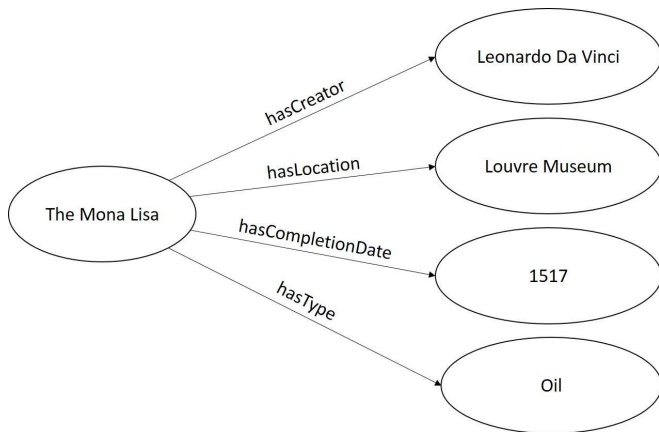 Leonardo Da Vinci
hasCreator
Louvre Museum
hasLocation
The Mona Lisa
hasCompletionDate
1517
hasType
Oil